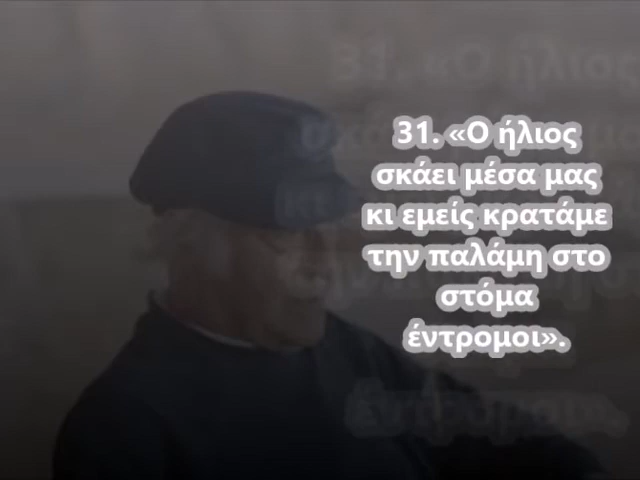 31. «Ο ήλιος
σκάει μέσα μας
κι εμείς κρατάμε
την παλάμη στο
στόμα
έντρομοι».